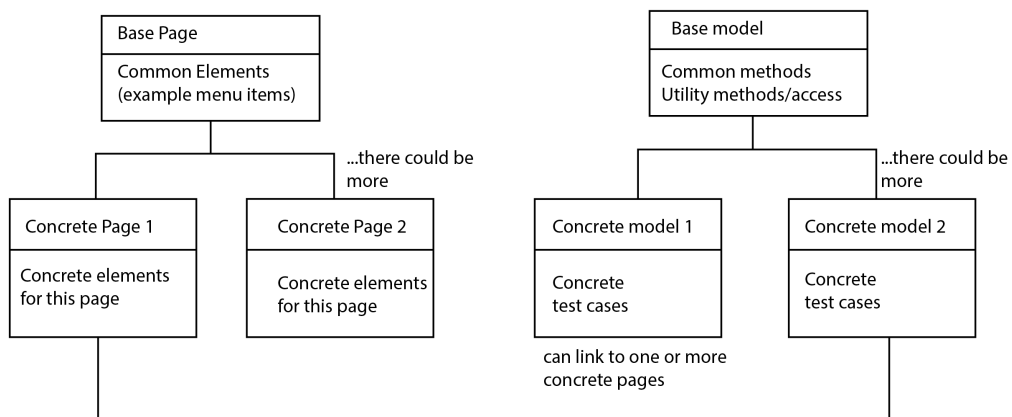 Base Page
Common Elements
(example menu items)
...there could be
more
Concrete Page 1
Concrete elements
for this page
Concrete Page 2
Concrete elements
for this page
Base model
Common methods
Utility methods/access
...there could be
more
Concrete model 1
Concrete
test cases
can link to one or more
concrete pages
Concrete model 2
Concrete
test cases